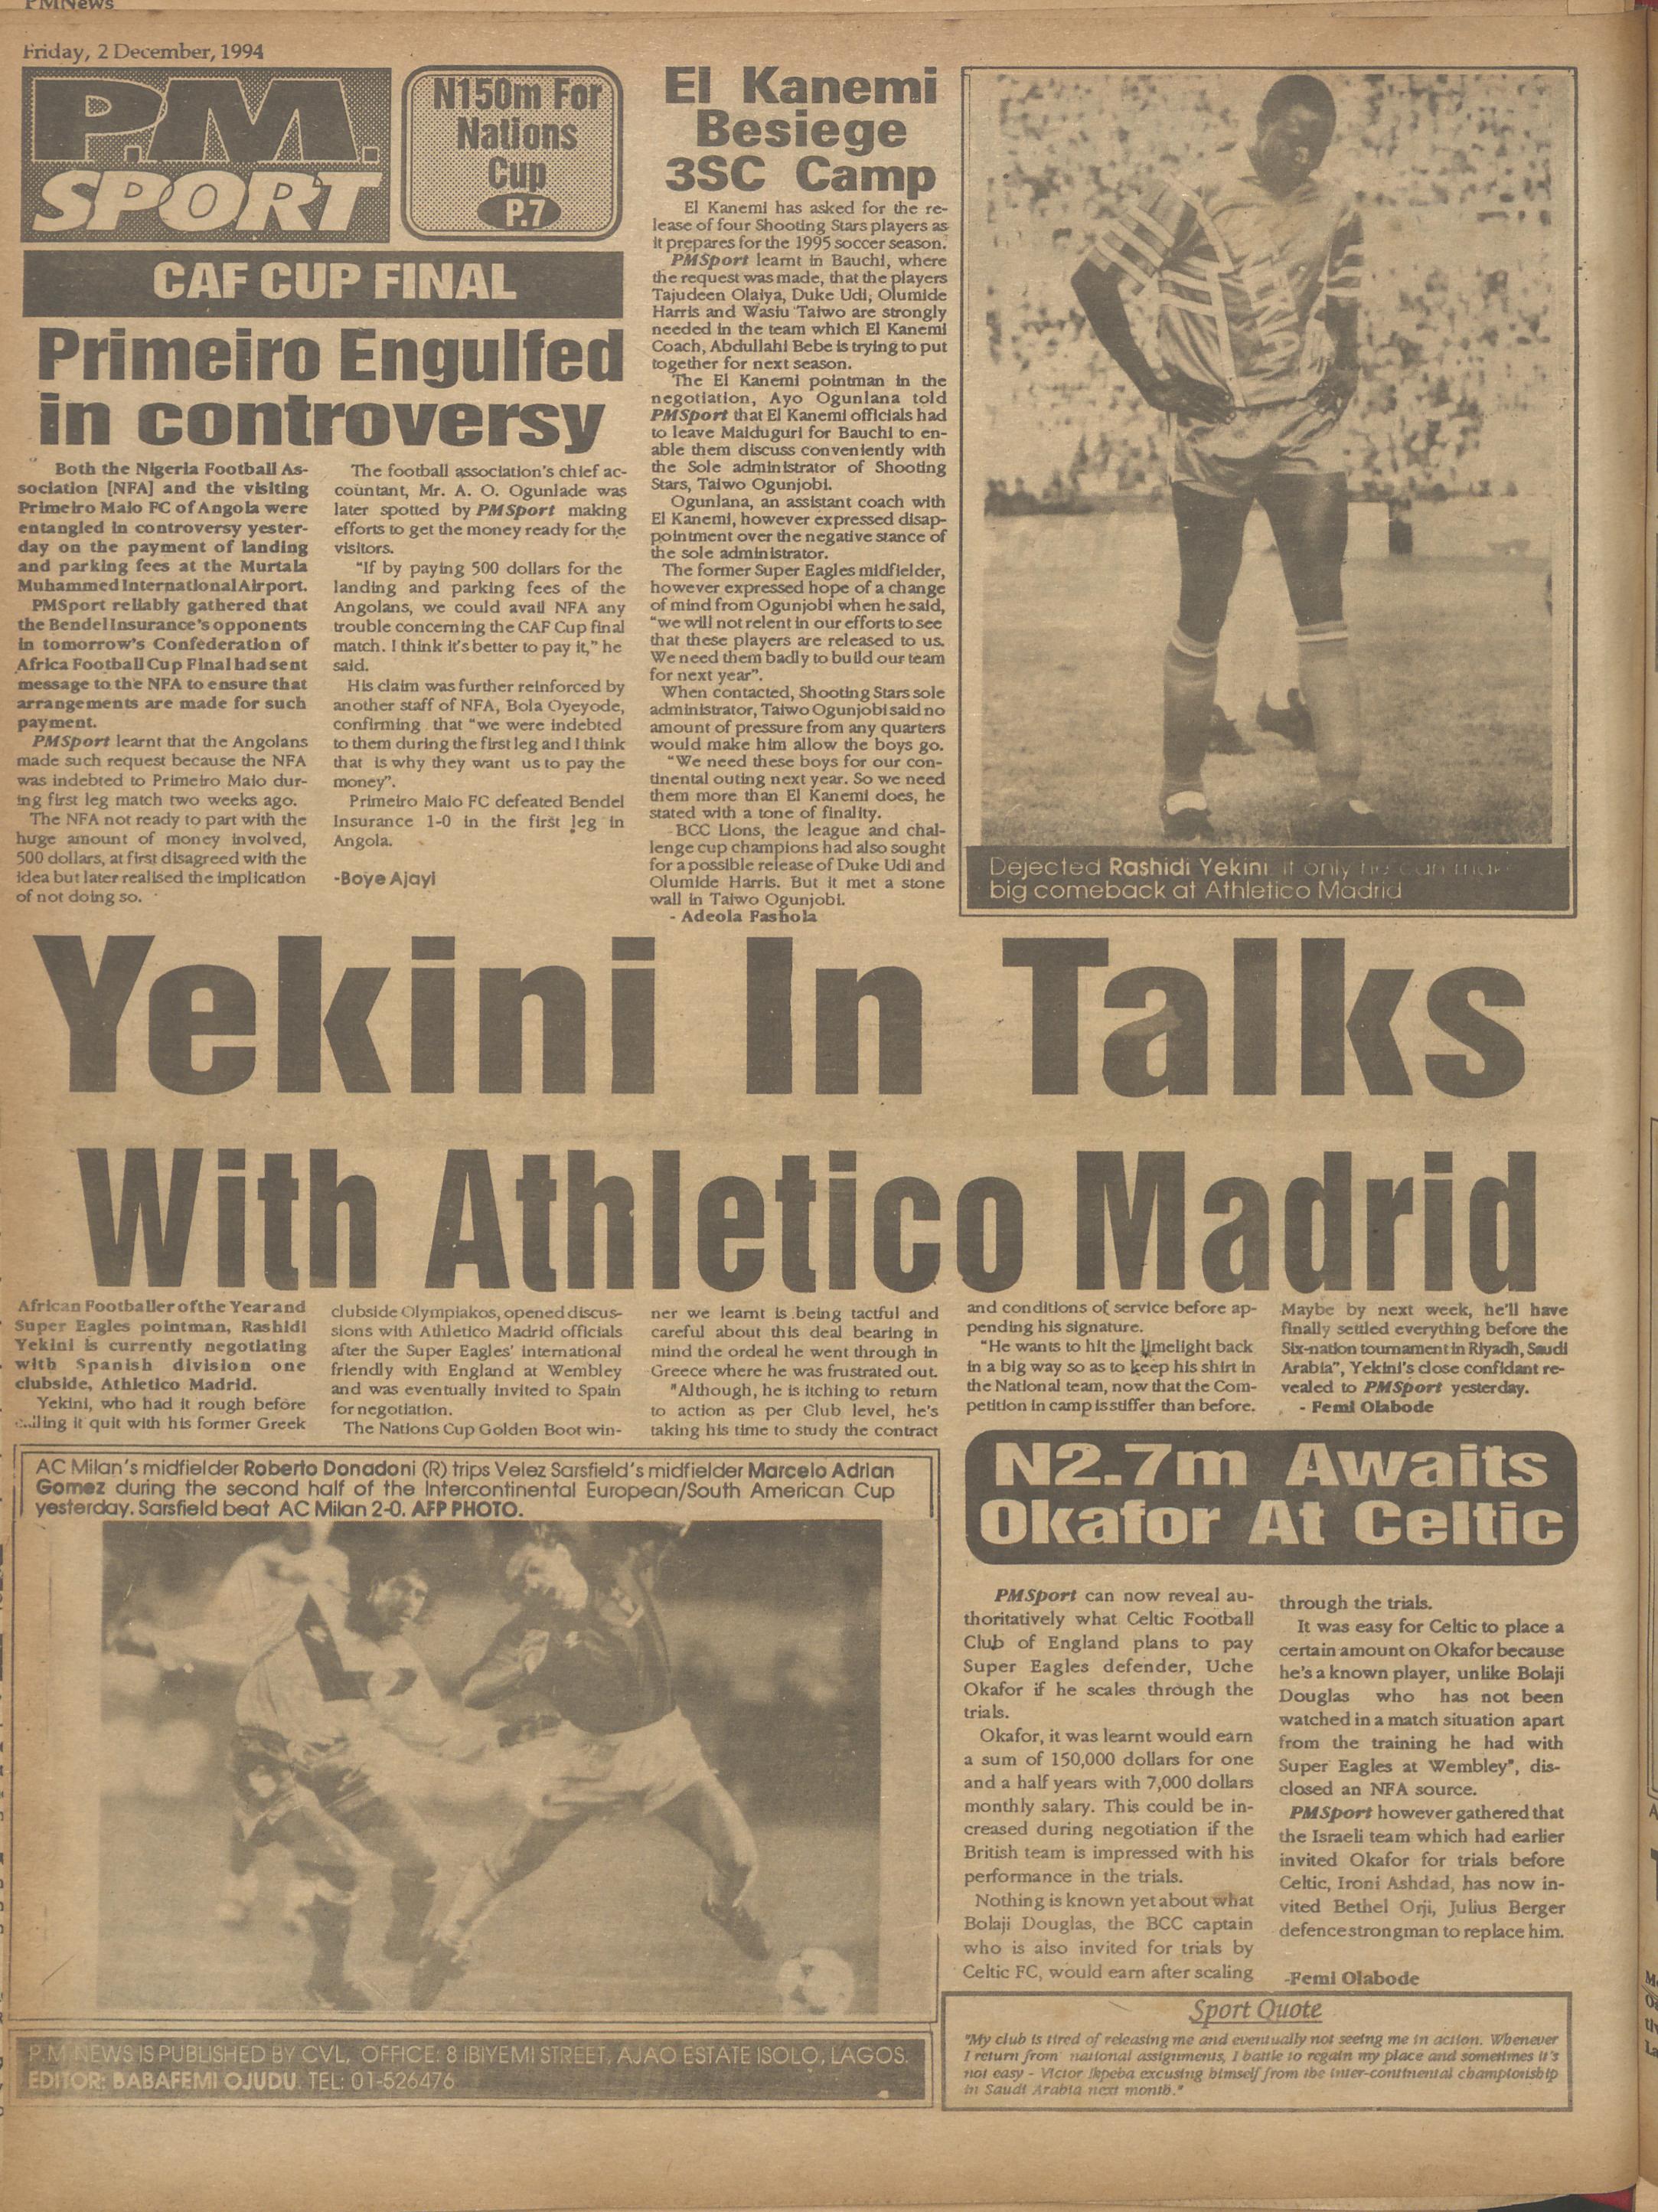 PMNews
Friday, 2 December, 1994
P.M.
SPORT
N150m For
Nations
Cup
P.7
CAF CUP FINAL
Primeiro Engulfed
in controversy
Both the Nigeria Football As-
sociation [NFA] and the visiting
Primeiro Maio FC of Angola were
entangled in controversy yester-
day on the payment of landing
and parking fees at the Murtala
Muhammed International Airport.
PMSport reliably gathered that
the Bendel Insurance's opponents
in tomorrow's Confederation of
Africa Football Cup Final had sent
message to the NFA to ensure that
arrangements are made for such
payment.
PMSport learnt that the Angolans
made such request because the NFA
was indebted to Primeiro Maio dur-
ing first leg match two weeks ago.
The NFA not ready to part with the
huge amount of money involved,
500 dollars, at first disagreed with the
idea but later realised the implication
of not doing so.
The football association's chief ac-
countant, Mr. A. O. Ogunlade was
later spotted by PMSport making
efforts to get the money ready for the
visitors.
"If by paying 500 dollars for the
landing and parking fees of the
Angolans, we could avail NFA any
trouble concerning the CAF Cup final
match. I think it's better to pay it," he
said.
His claim was further reinforced by
another staff of NFA, Bola Oyeyode,
confirming that "we were indebted
to them during the first leg and I think
that is why they want us to pay the
money".
Primeiro Maio FC defeated Bendel
Insurance 1-0 in the first leg in
Angola.
-Boye Ajayi
El Kanemi
Besiege
3SC Camp
El Kanemi has asked for the re-
lease of four Shooting Stars players as
it prepares for the 1995 soccer season.
PMSport learnt in Bauchi, where
the request was made, that the players
Tajudeen Olaiya, Duke Udi, Olumide
Harris and Wasiu Taiwo are strongly
needed in the team which El Kanemi
Coach, Abdullahi Bebe is trying to put
together for next season.
The El Kanemi pointman in the
negotiation, Ayo Ogunlana told
PMSport that El Kanemi officials had
to leave Maiduguri for Bauchi to en-
able them discuss conveniently with
the Sole administrator of Shooting
Stars, Taiwo Ogunjobi.
Ogunlana, an assistant coach with
El Kanemi, however expressed disap-
pointment over the negative stance of
the sole administrator.
The former Super Eagles midfielder,
however expressed hope of a change
of mind from Ogunjobi when he said,
"we will not relent in our efforts to see
that these players are released to us.
We need them badly to build our team
for next year".
When contacted, Shooting Stars sole
administrator, Taiwo Ogunjobi said no
amount of pressure from any quarters
would make him allow the boys go.
"We need these boys for our con-
tinental outing next year. So we need
them more than El Kanemi does, he
stated with a tone of finality.
BCC Lions, the league and chal-
lenge cup champions had also sought
for a possible release of Duke Udi and
Olumide Harris. But it met a stone
wall in Taiwo Ogunjobi.
- Adeola Fashola
Dejected Rashidi Yekini, if only he can make
big comeback at Athletico Madrid
Yekini In Talks
With Athletico Madrid
African Footballer of the Year and
Super Eagles pointman, Rashidi
Yekini is currently negotiating
with Spanish division one
clubside, Athletico Madrid.
Yekini, who had it rough before
calling it quit with his former Greek
clubside Olympiakos, opened discus-
sions with Athletico Madrid officials
after the Super Eagles' international
friendly with England at Wembley
and was eventually invited to Spain
for negotiation.
The Nations Cup Golden Boot win-
ner we learnt is being tactful and
careful about this deal bearing in
mind the ordeal he went through in
Greece where he was frustrated out.
"Although, he is itching to return
to action as per Club level, he's
taking his time to study the contract
and conditions of service before ap-
pending his signature.
"He wants to hit the limelight back
in a big way so as to keep his shirt in
the National team, now that the Com-
petition in camp is stiffer than before.
Maybe by next week, he'll have
finally settled everything before the
Six-nation tournament in Riyadh, Saudi
Arabia", Yekini's close confidant re-
vealed to PMSport yesterday.
- Femi Olabode
AC Milan's midfielder Roberto Donadoni (R) trips Velez Sarsfield's midfielder Marcelo Adrian
Gomez during the second half of the Intercontinental European/South American Cup
yesterday. Sarsfield beat AC Milan 2-0. AFP PHOTO.
P.M NEWS IS PUBLISHED BY CVL, OFFICE: 8 IBIYEMI STREET, AJAO ESTATE ISOLO, LAGOS.
EDITOR: BABAFEMI OJUDU. TEL: 01-526476
N2.7m Awaits
Okafor At Celtic
PMSport can now reveal au-
thoritatively what Celtic Football
Club of England plans to pay
Super Eagles defender, Uche
Okafor if he scales through the
trials.
Okafor, it was learnt would earn
a sum of 150,000 dollars for one
and a half years with 7,000 dollars
monthly salary. This could be in-
creased during negotiation if the
British team is impressed with his
performance in the trials.
Nothing is known yet about what
Bolaji Douglas, the BCC captain
who is also invited for trials by
Celtic FC, would earn after scaling
through the trials.
It was easy for Celtic to place a
certain amount on Okafor because
he's a known player, unlike Bolaji
Douglas who has not been
watched in a match situation apart
from the training he had with
Super Eagles at Wembley", dis-
closed an NFA source.
PMSport however gathered that
the Israeli team which had earlier
invited Okafor for trials before
Celtic, Ironi Ashdad, has now in-
vited Bethel Orji, Julius Berger
defence strongman to replace him.
-Femi Olabode
Sport Quote
"My club is tired of releasing me and eventually not seeing me in action. Whenever
I return from national assignments, I battle to regain my place and sometimes it's
not easy - Victor Ikpeba excusing himself from the inter-continental championship
in Saudi Arabia next month."